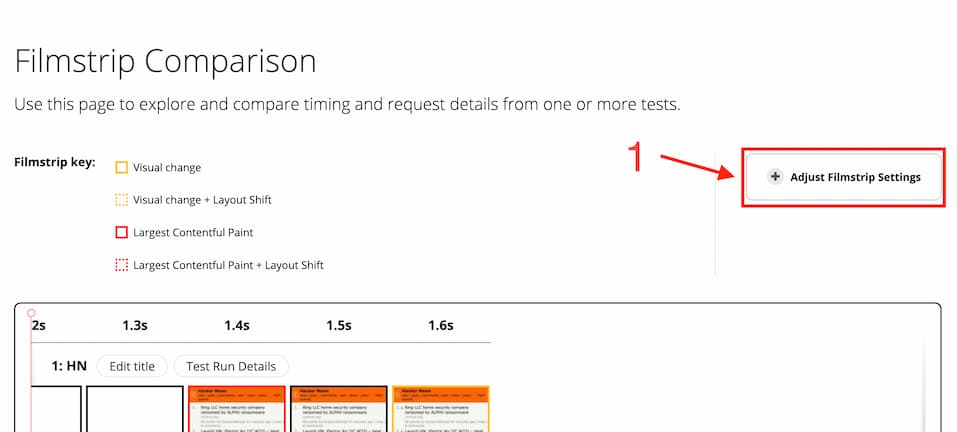 Filmstrip Comparison
Use this page to explore and compare timing and request details from one or more tests.
Filmstrip key:
Visual change
Visual change + Layout Shift
Largest Contentful Paint
Largest Contentful Paint + Layout Shift
1
Adjust Filmstrip Settings
2s 1.3s 1.4s 1.5s 1.6s
1: HN Edit title Test Run Details
Hacker News Hacker News Hacker News
Ring LLC home security company Ring LLC home security company Ring LLC home security company
ransomed by ALPHV ransomware ransomed by ALPHV ransomware ransomed by ALPHV ransomware